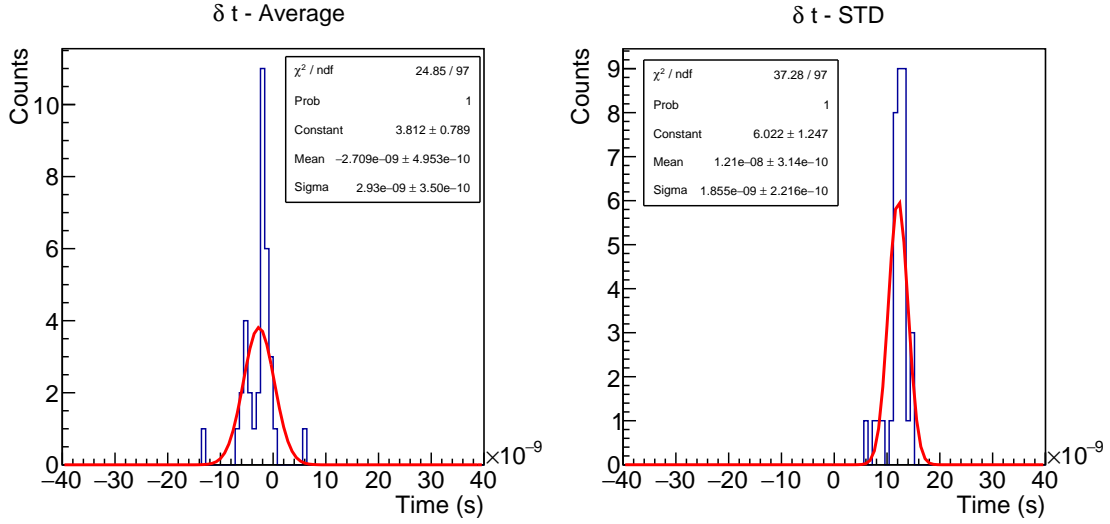 δ t - Average
Counts
χ² / ndf 24.85 / 97
Prob 1
Constant 3.812 ± 0.789
Mean −2.709e−09 ± 4.953e−10
Sigma 2.93e−09 ± 3.50e−10
10
8
6
4
2
0
−40 −30 −20 −10 0 10 20 30 40
×10⁻⁹
Time (s)
δ t - STD
Counts
χ² / ndf 37.28 / 97
Prob 1
Constant 6.022 ± 1.247
Mean 1.21e−08 ± 3.14e−10
Sigma 1.855e−09 ± 2.216e−10
9
8
7
6
5
4
3
2
1
0
−40 −30 −20 −10 0 10 20 30 40
×10⁻⁹
Time (s)